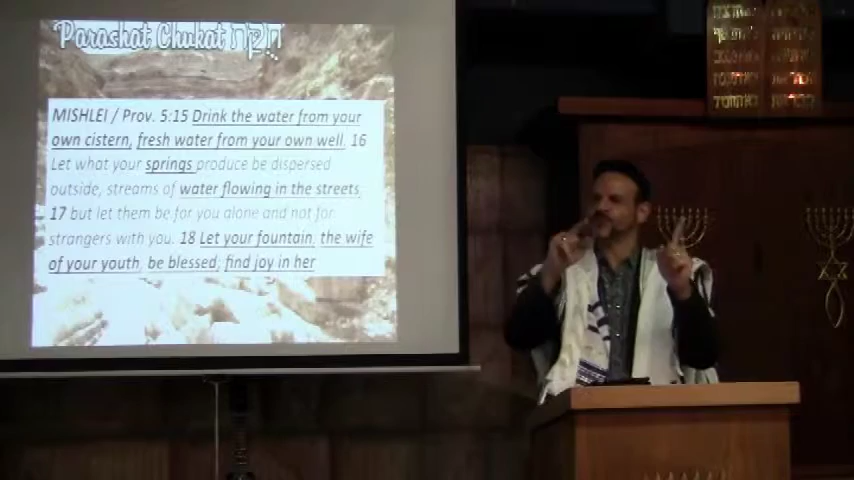 Parashat Chukat חֻקַּת
MISHLEI / Prov. 5:15 Drink the water from your
own cistern, fresh water from your own well. 16
Let what your springs produce be dispersed
outside, streams of water flowing in the streets;
17 but let them be for you alone and not for
strangers with you. 18 Let your fountain, the wife
of your youth, be blessed; find joy in her